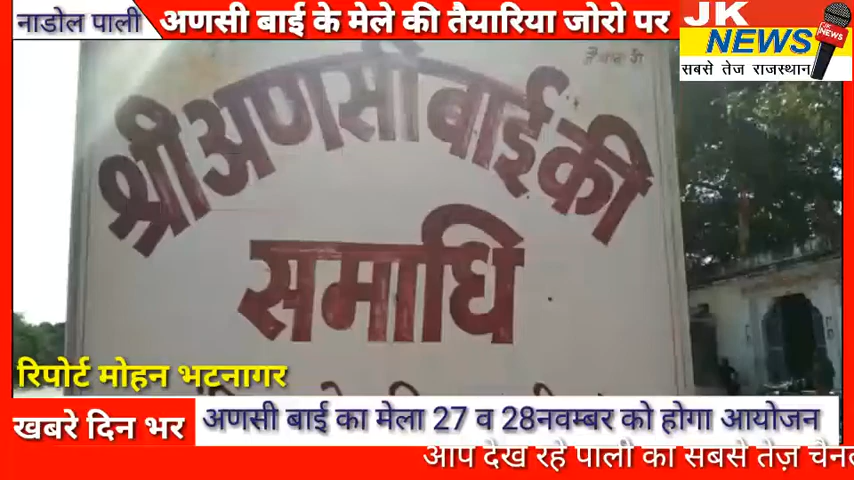 नाडोल पाली
अणसी बाई के मेले की तैयारिया जोरो पर
JK
NEWS
NEWS
सबसे तेज राजस्थान
श्री अणसी बाई की
समाधि
रिपोर्ट मोहन भटनागर
खबरे दिन भर
अणसी बाई का मेला 27 व 28नवम्बर को होगा आयोजन
आप देख रहे पाली का सबसे तेज़